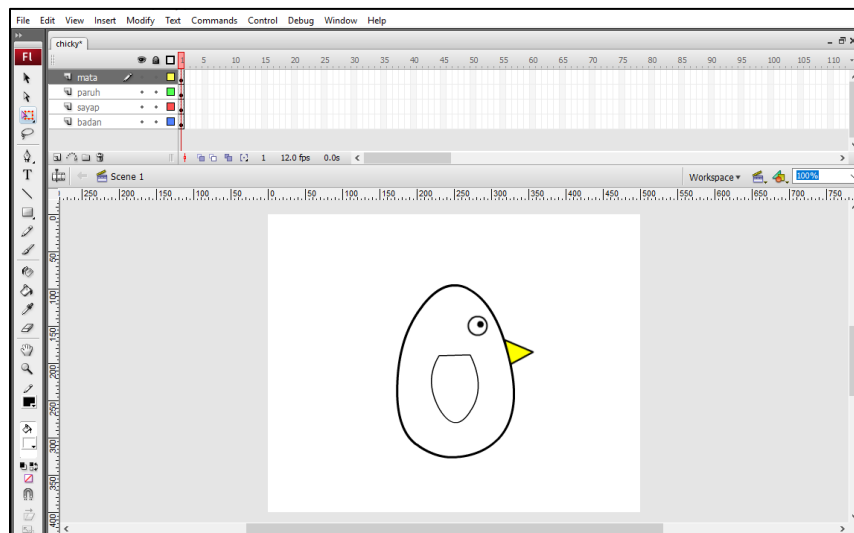 File Edit View Insert Modify Text Commands Control Debug Window Help
chicky*
Fl
1 5 10 15 20 25 30 35 40 45 50 55 60 65 70 75 80 85 90 95 100 105 110
mata
paruh
sayap
badan
1 12.0 fps 0.0s
Scene 1 Workspace 100%
250 200 150 100 50 0 50 100 150 200 250 300 350 400 450 500 550 600 650 700 750
0
50
100
150
200
250
300
350
400
T